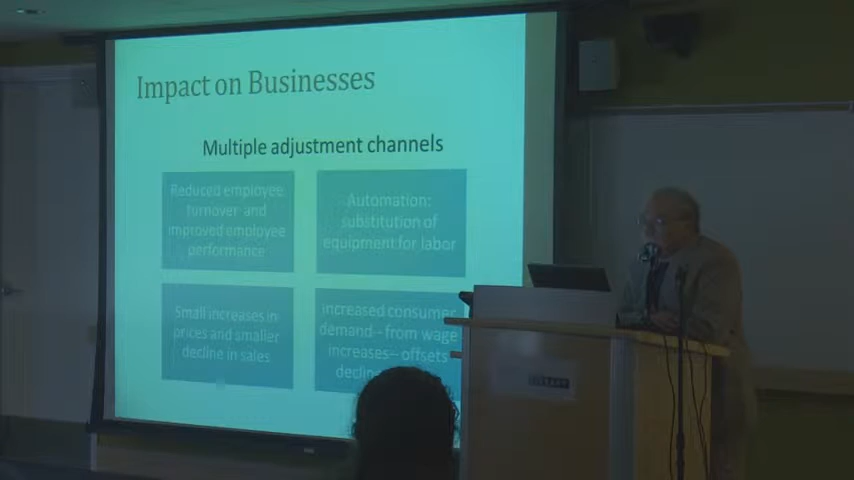 Impact on Businesses
Multiple adjustment channels
Reduced employee
turnover and
improved employee
performance
Automation:
substitution of
equipment for labor
Small increases in
prices and smaller
decline in sales
Increased consumer
demand--from wage
increases--offsets